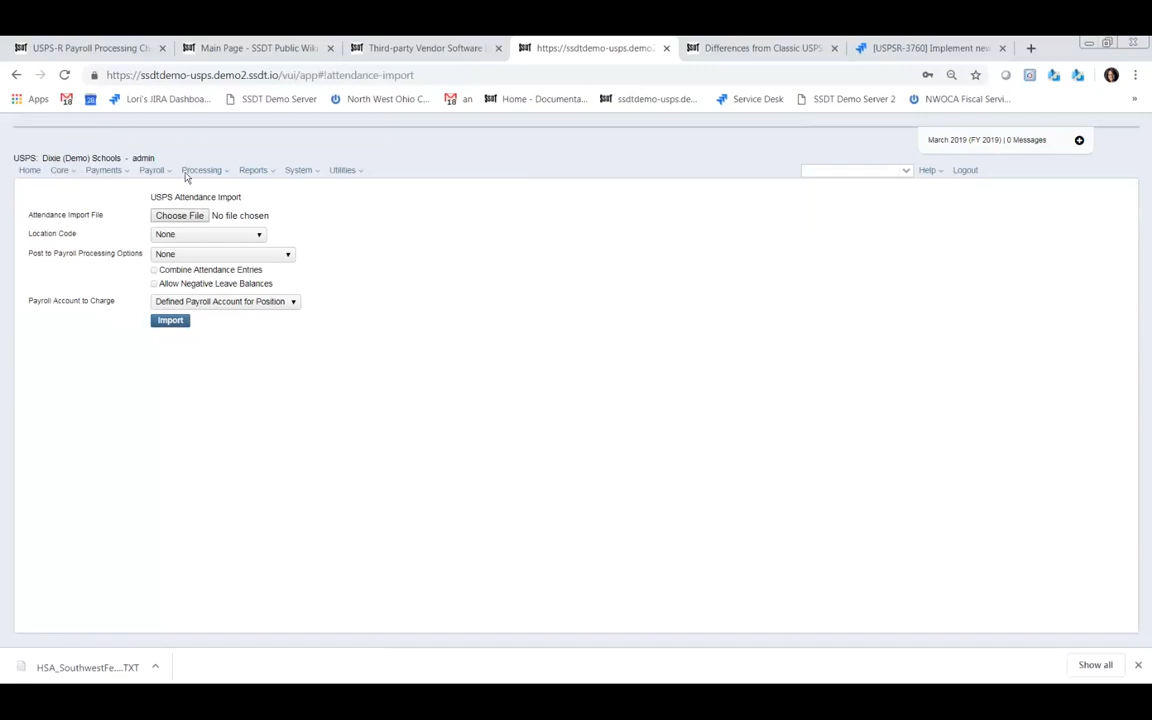 USPS-R Payroll Processing Ch
Main Page - SSDT Public Wiki
Third-party Vendor Software
https://ssdtdemo-usps.demo2.
Differences from Classic USPS
[USPSR-3760] Implement new
https://ssdtdemo-usps.demo2.ssdt.io/vui/app#!attendance-import
Apps
Lori's JIRA Dashboa...
SSDT Demo Server
North West Ohio C...
an
Home - Documenta...
ssdtdemo-usps.de...
Service Desk
SSDT Demo Server 2
NWOCA Fiscal Servi...
March 2019 (FY 2019) | 0 Messages
USPS: Dixie (Demo) Schools - admin
Home Core Payments Payroll Processing Reports System Utilities Help Logout
USPS Attendance Import
Attendance Import File Choose File No file chosen
Location Code None
Post to Payroll Processing Options None
Combine Attendance Entries
Allow Negative Leave Balances
Payroll Account to Charge Defined Payroll Account for Position
Import
HSA_SouthwestFe....TXT
Show all